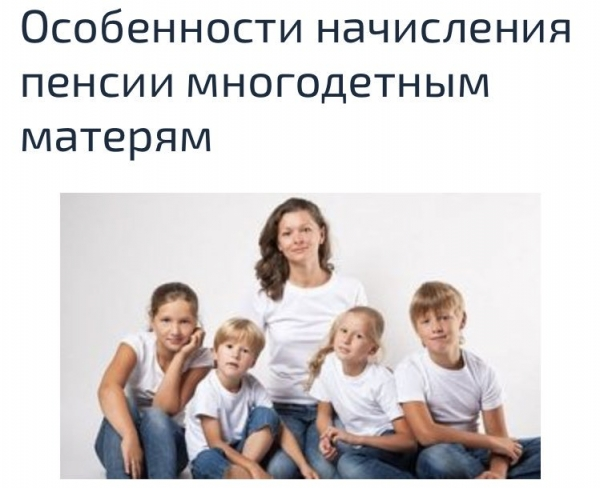 Особенности начисления
пенсии многодетным
матерям